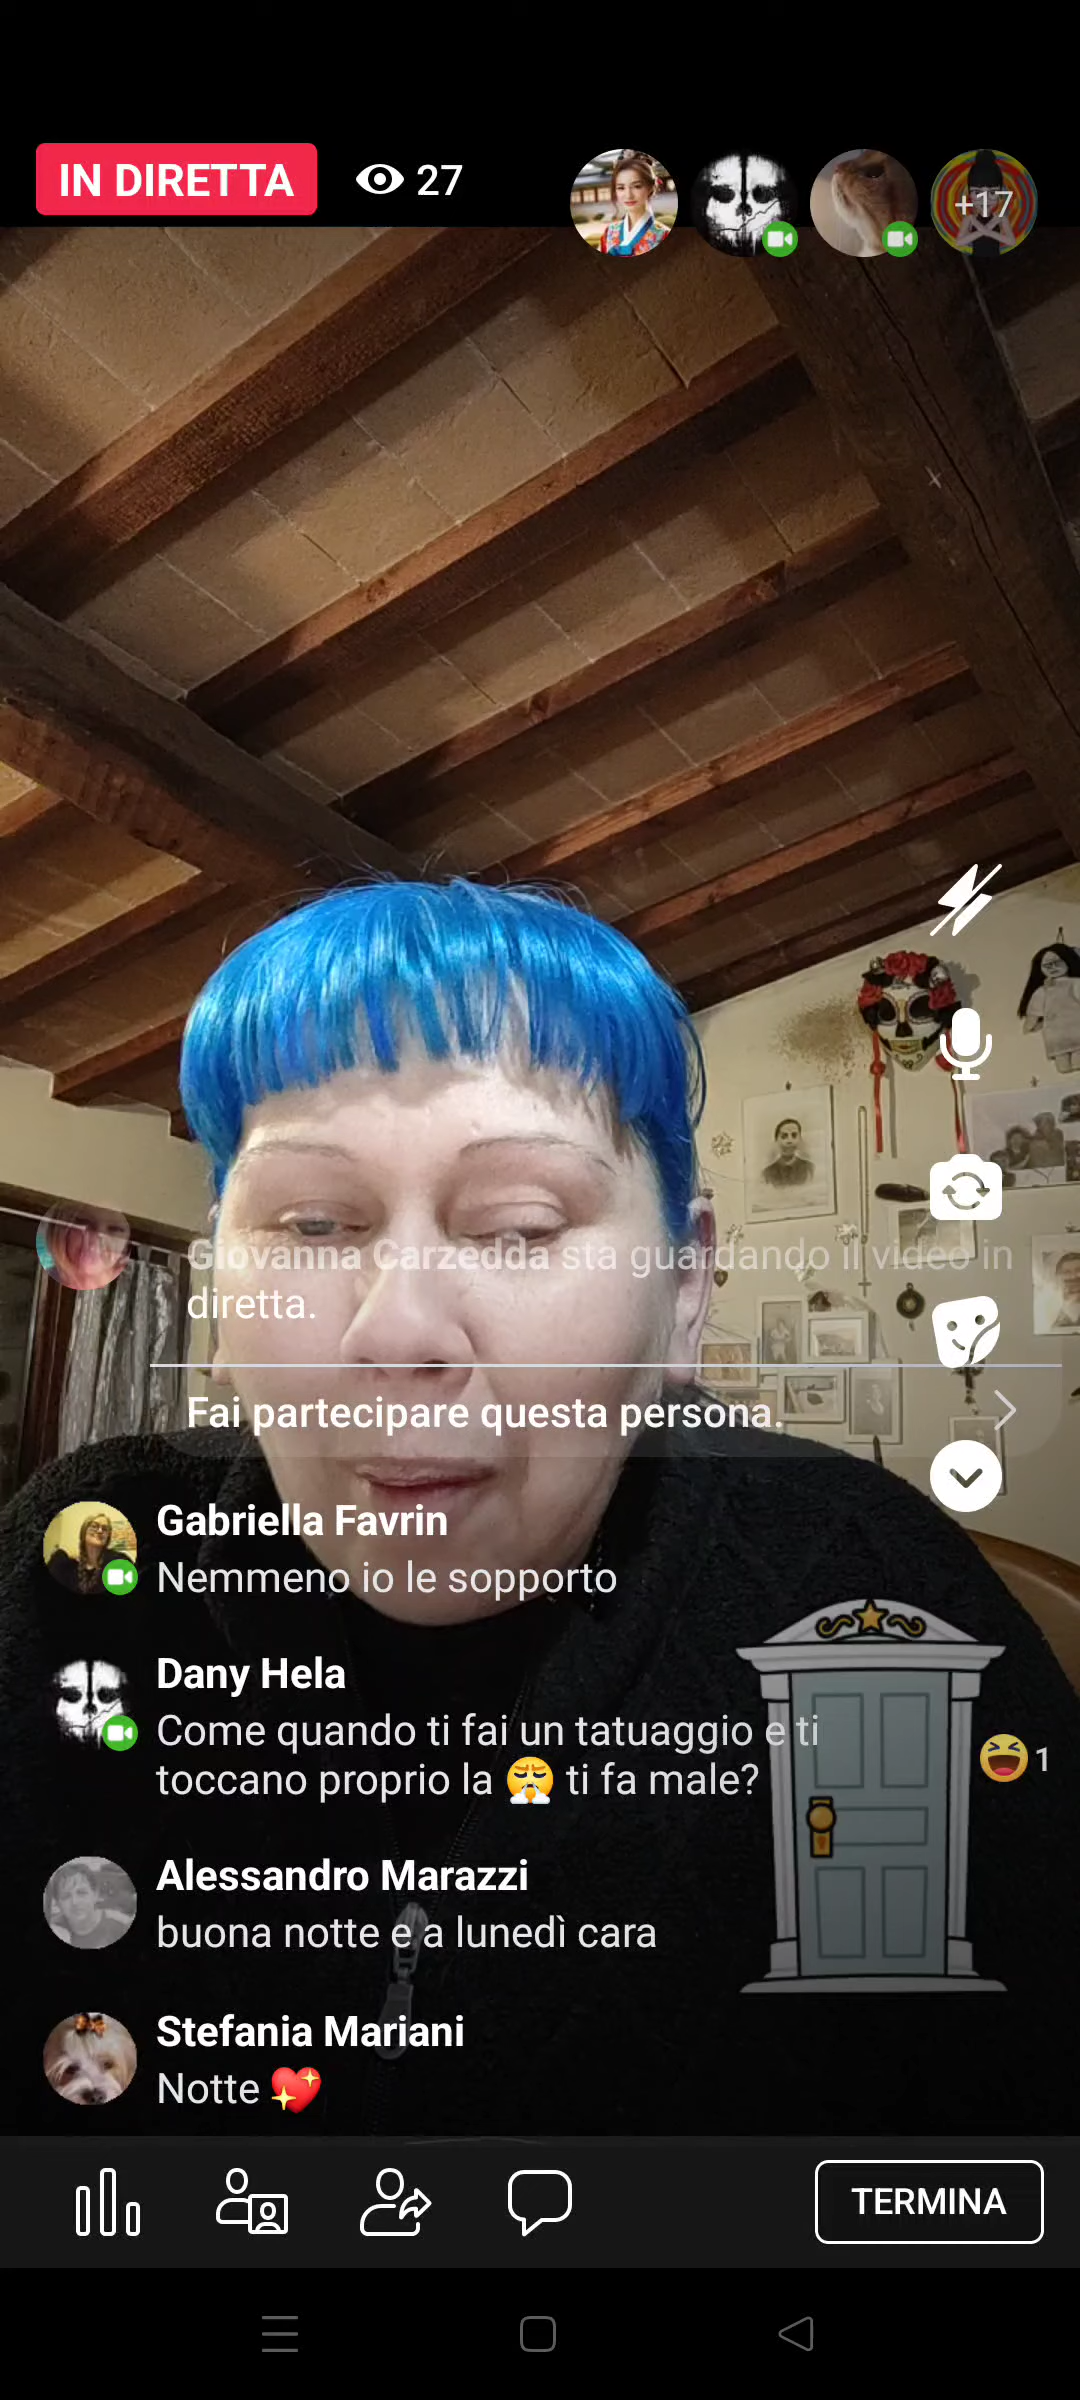 IN DIRETTA
27
+17
Giovanna Carzedda sta guardando il video in
diretta.
Fai partecipare questa persona.
Gabriella Favrin
Nemmeno io le sopporto
Dany Hela
Come quando ti fai un tatuaggio e ti
toccano proprio la 😤 ti fa male?
😆 1
Alessandro Marazzi
buona notte e a lunedì cara
Stefania Mariani
Notte 💖
TERMINA